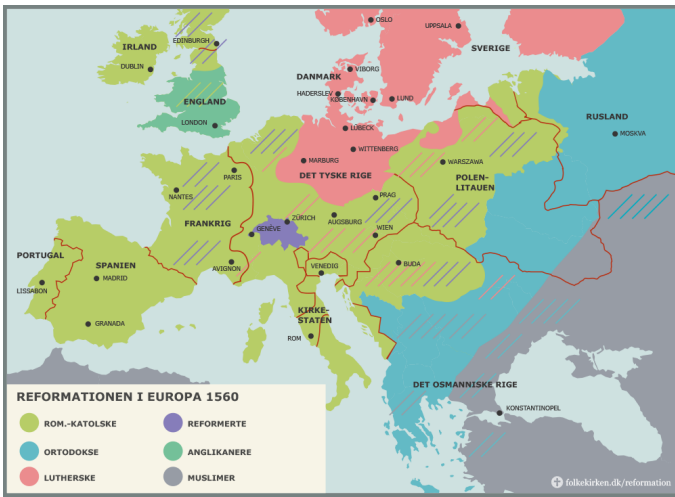 OSLO
UPPSALA
IRLAND
EDINBURGH
SVERIGE
DUBLIN
DANMARK
VIBORG
HADERSLEV
KØBENHAVN
LUND
ENGLAND
RUSLAND
LONDON
LÜBECK
MOSKVA
WITTENBERG
MARBURG
WARSZAWA
PARIS
DET TYSKE RIGE
POLEN-
LITAUEN
NANTES
PRAG
ZÜRICH
AUGSBURG
FRANKRIG
GENÈVE
WIEN
PORTUGAL
SPANIEN
AVIGNON
VENEDIG
BUDA
MADRID
LISSABON
KIRKE-
STATEN
GRANADA
ROM
DET OSMANNISKE RIGE
KONSTANTINOPEL
REFORMATIONEN I EUROPA 1560
ROM.-KATOLSKE
REFORMERTE
ORTODOKSE
ANGLIKANERE
LUTHERSKE
MUSLIMER
folkekirken.dk/reformation